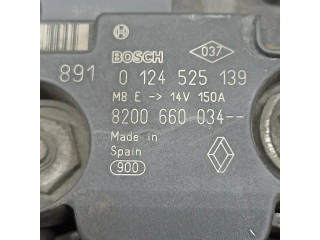 BOSCH 037
891 0 124 525 139
M8 E -> 14V 150A
8200 660 034--
Made in
Spain
900